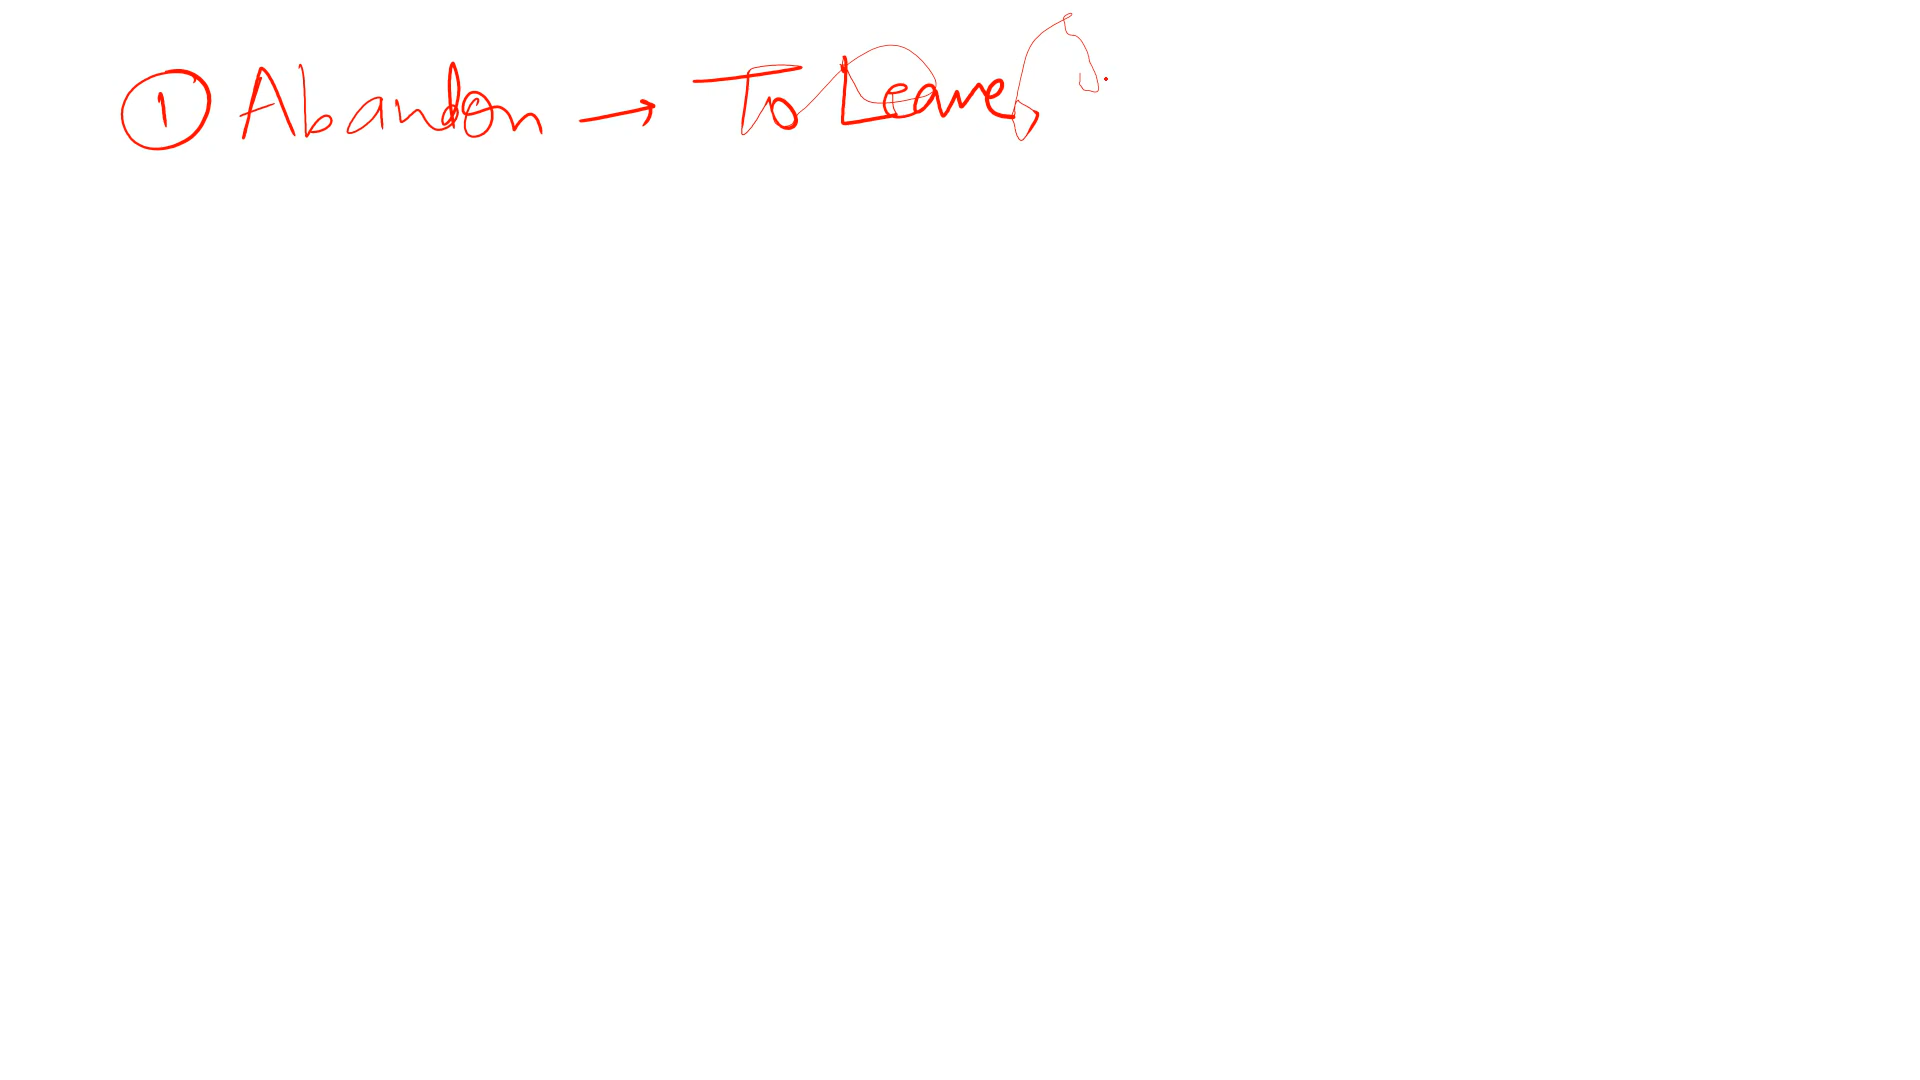 ① Abandon → To Leave,